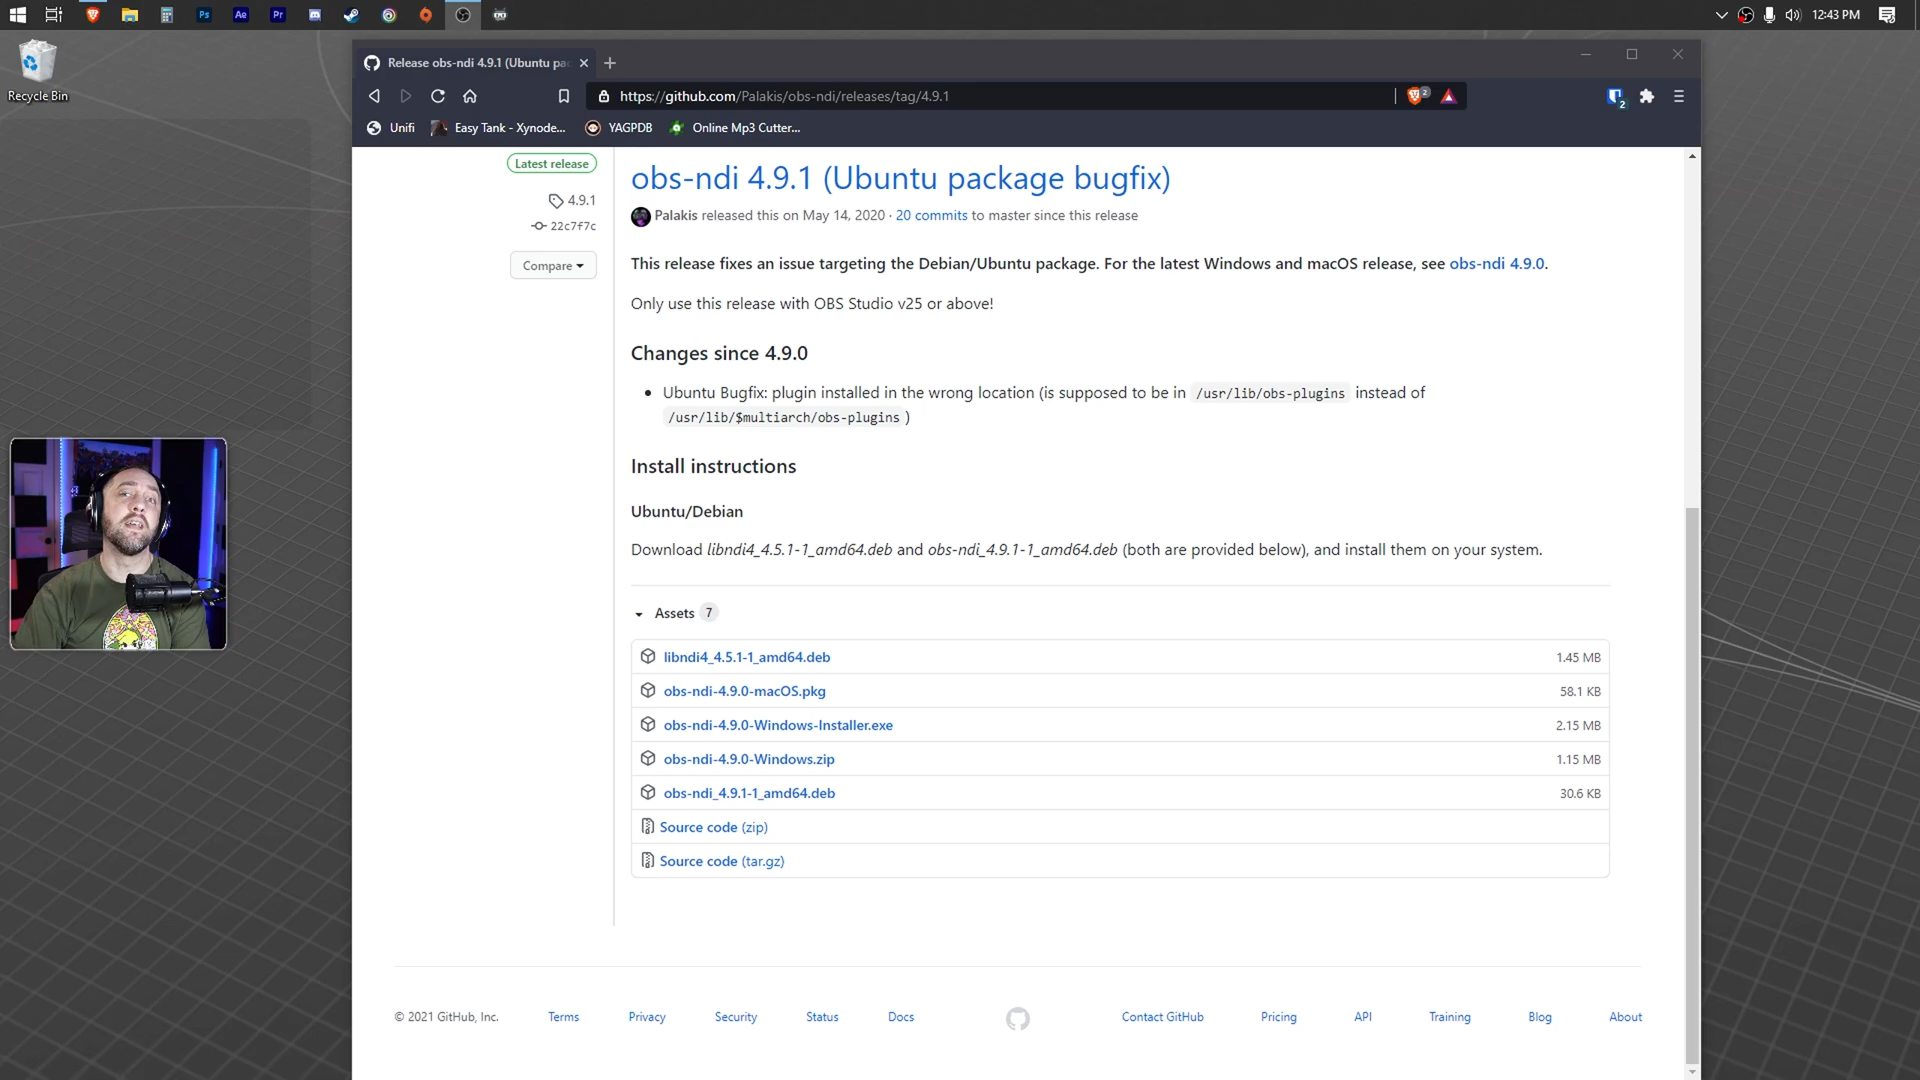 Ps
Ae
Pr
12:43 PM
Recycle Bin
Release obs-ndi 4.9.1 (Ubuntu pac
https://github.com/Palakis/obs-ndi/releases/tag/4.9.1
2
2
Unifi
Easy Tank - Xynode...
YAGPDB
Online Mp3 Cutter...
Latest release
4.9.1
22c7f7c
Compare
obs-ndi 4.9.1 (Ubuntu package bugfix)
Palakis released this on May 14, 2020 · 20 commits to master since this release
This release fixes an issue targeting the Debian/Ubuntu package. For the latest Windows and macOS release, see obs-ndi 4.9.0.
Only use this release with OBS Studio v25 or above!
Changes since 4.9.0
• Ubuntu Bugfix: plugin installed in the wrong location (is supposed to be in /usr/lib/obs-plugins instead of
/usr/lib/$multiarch/obs-plugins )
Install instructions
Ubuntu/Debian
Download libndi4_4.5.1-1_amd64.deb and obs-ndi_4.9.1-1_amd64.deb (both are provided below), and install them on your system.
Assets 7
libndi4_4.5.1-1_amd64.deb 1.45 MB
obs-ndi-4.9.0-macOS.pkg 58.1 KB
obs-ndi-4.9.0-Windows-Installer.exe 2.15 MB
obs-ndi-4.9.0-Windows.zip 1.15 MB
obs-ndi_4.9.1-1_amd64.deb 30.6 KB
Source code (zip)
Source code (tar.gz)
© 2021 GitHub, Inc. Terms Privacy Security Status Docs Contact GitHub Pricing API Training Blog About